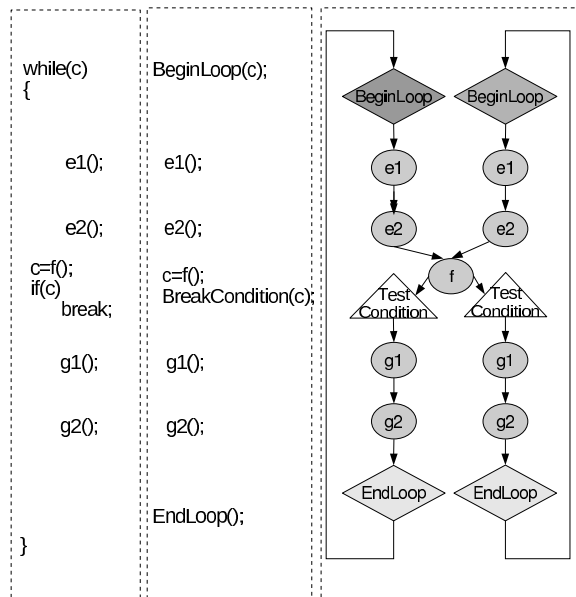 while(c)
{
e1();
e2();
c=f();
if(c)
break;
g1();
g2();
}
BeginLoop(c);
e1();
e2();
c=f();
BreakCondition(c);
g1();
g2();
EndLoop();
BeginLoop BeginLoop
e1 e1
e2 e2
f
Test Test
Condition Condition
g1 g1
g2 g2
EndLoop EndLoop